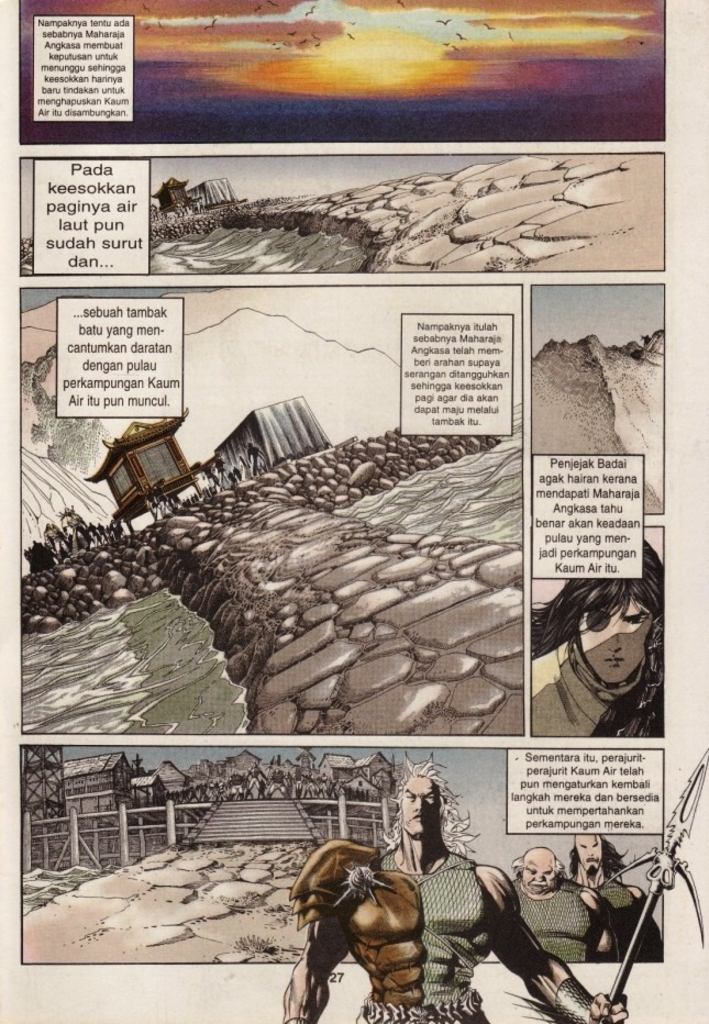 Nampaknya tentu ada
sebabnya Maharaja
Angkasa membuat
keputusan untuk
menunggu sehingga
keesokkan harinya
baru tindakan untuk
menghapuskan Kaum
Air itu disambungkan.
Pada
keesokkan
paginya air
laut pun
sudah surut
dan...
...sebuah tambak
batu yang men-
cantumkan daratan
dengan pulau
perkampungan Kaum
Air itu pun muncul.
Nampaknya itulah
sebabnya Maharaja
Angkasa telah mem-
beri arahan supaya
serangan ditangguhkan
sehingga keesokkan
pagi agar dia akan
dapat maju melalui
tambak itu.
Penjejak Badai
agak hairan kerana
mendapati Maharaja
Angkasa tahu
benar akan keadaan
pulau yang men-
jadi perkampungan
Kaum Air itu.
Sementara itu, perajurit-
perajurit Kaum Air telah
pun mengatur kembali
langkah mereka dan bersedia
untuk mempertahankan
perkampungan mereka.
27